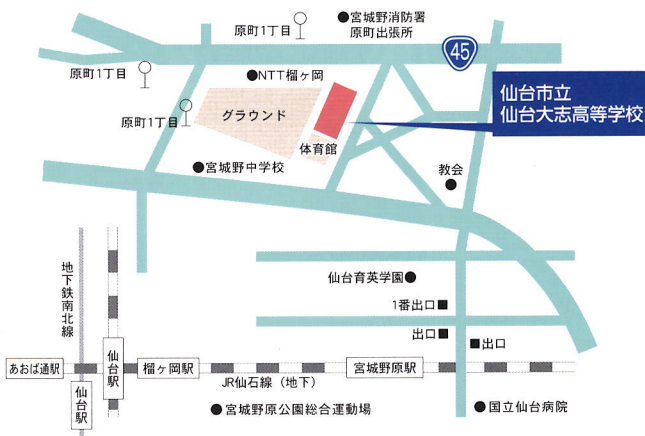 宮城野消防署
原町出張所
原町1丁目
45
原町1丁目
NTT榴ヶ岡
仙台市立
仙台大志高等学校
原町1丁目
グラウンド
体育館
宮城野中学校
教会
地下鉄南北線
仙台育英学園
1番出口
出口
出口
あおば通駅
仙台駅
榴ヶ岡駅
宮城野原駅
JR仙石線（地下）
仙台駅
宮城野原公園総合運動場
国立仙台病院